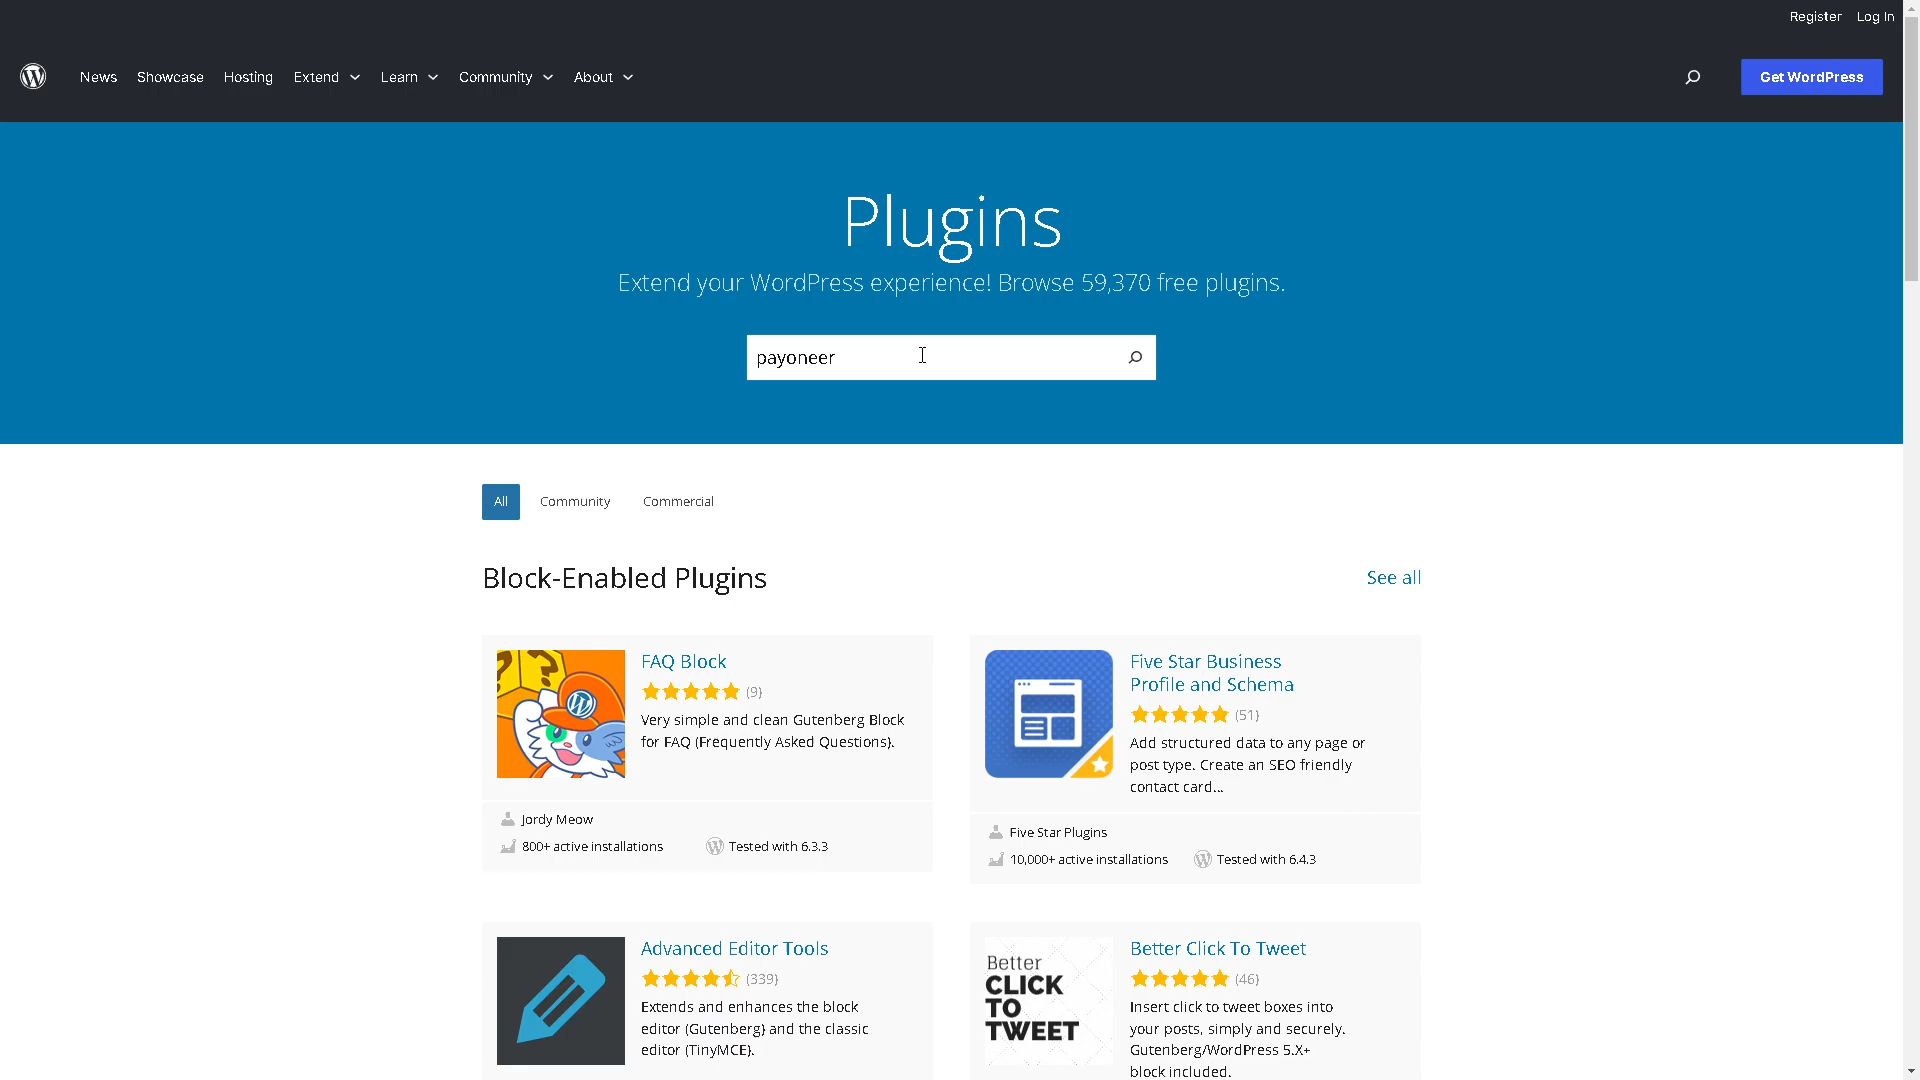 Register Log In
News Showcase Hosting Extend Learn Community About Get WordPress
Plugins
Extend your WordPress experience! Browse 59,370 free plugins.
payoneer
All Community Commercial
Block-Enabled Plugins See all
FAQ Block
(9)
Very simple and clean Gutenberg Block
for FAQ (Frequently Asked Questions).
Jordy Meow
800+ active installations Tested with 6.3.3
Five Star Business
Profile and Schema
(51)
Add structured data to any page or
post type. Create an SEO friendly
contact card...
Five Star Plugins
10,000+ active installations Tested with 6.4.3
Advanced Editor Tools
(339)
Extends and enhances the block
editor (Gutenberg) and the classic
editor (TinyMCE).
Better
CLICK
TO
TWEET
Better Click To Tweet
(46)
Insert click to tweet boxes into
your posts, simply and securely.
Gutenberg/WordPress 5.X+
block included.